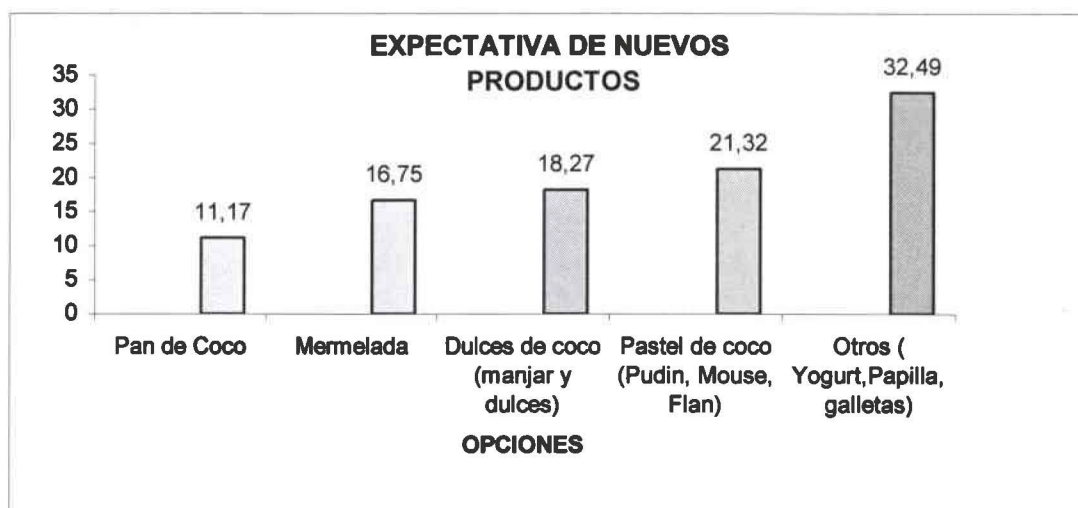 EXPECTATIVA DE NUEVOS
PRODUCTOS
35
30
25
20
15
10
5
0
11,17
16,75
18,27
21,32
32,49
Pan de Coco
Mermelada
Dulces de coco
(manjar y
dulces)
Pastel de coco
(Pudin, Mouse,
Flan)
Otros (
Yogurt,Papilla,
galletas)
OPCIONES